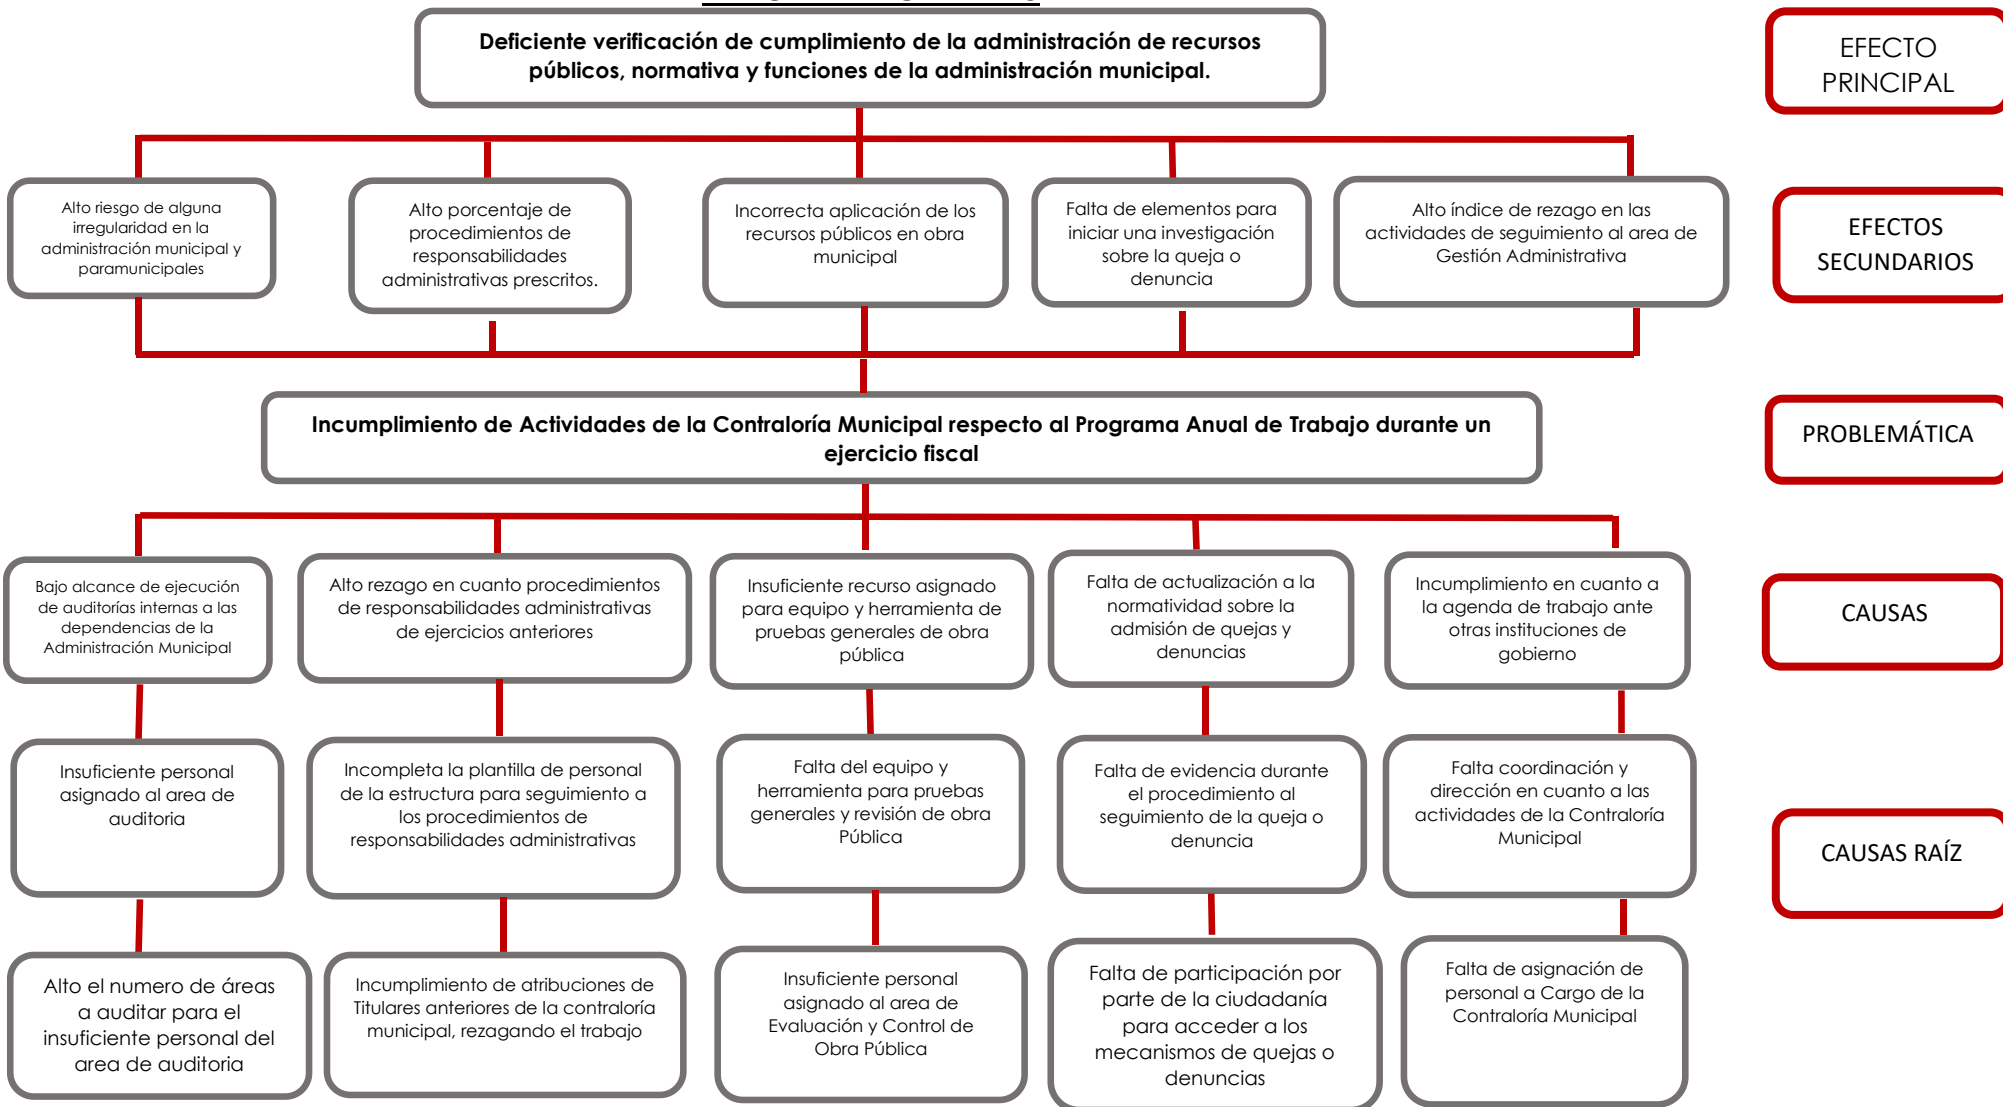 Deficiente verificación de cumplimiento de la administración de recursos
públicos, normativa y funciones de la administración municipal.
EFECTO
PRINCIPAL
Alto riesgo de alguna
irregularidad en la
administración municipal y
paramunicipales
Alto porcentaje de
procedimientos de
responsabilidades
administrativas prescritos.
Incorrecta aplicación de los
recursos públicos en obra
municipal
Falta de elementos para
iniciar una investigación
sobre la queja o
denuncia
Alto índice de rezago en las
actividades de seguimiento al area de
Gestión Administrativa
EFECTOS
SECUNDARIOS
Incumplimiento de Actividades de la Contraloría Municipal respecto al Programa Anual de Trabajo durante un
ejercicio fiscal
PROBLEMÁTICA
Bajo alcance de ejecución
de auditorías internas a las
dependencias de la
Administración Municipal
Alto rezago en cuanto procedimientos
de responsabilidades administrativas
de ejercicios anteriores
Insuficiente recurso asignado
para equipo y herramienta de
pruebas generales de obra
pública
Falta de actualización a la
normatividad sobre la
admisión de quejas y
denuncias
Incumplimiento en cuanto a
la agenda de trabajo ante
otras instituciones de
gobierno
CAUSAS
Insuficiente personal
asignado al area de
auditoria
Incompleta la plantilla de personal
de la estructura para seguimiento a
los procedimientos de
responsabilidades administrativas
Falta del equipo y
herramienta para pruebas
generales y revisión de obra
Pública
Falta de evidencia durante
el procedimiento al
seguimiento de la queja o
denuncia
Falta coordinación y
dirección en cuanto a las
actividades de la Contraloría
Municipal
CAUSAS RAÍZ
Alto el numero de áreas
a auditar para el
insuficiente personal del
area de auditoria
Incumplimiento de atribuciones de
Titulares anteriores de la contraloría
municipal, rezagando el trabajo
Insuficiente personal
asignado al area de
Evaluación y Control de
Obra Pública
Falta de participación por
parte de la ciudadanía
para acceder a los
mecanismos de quejas o
denuncias
Falta de asignación de
personal a Cargo de la
Contraloría Municipal